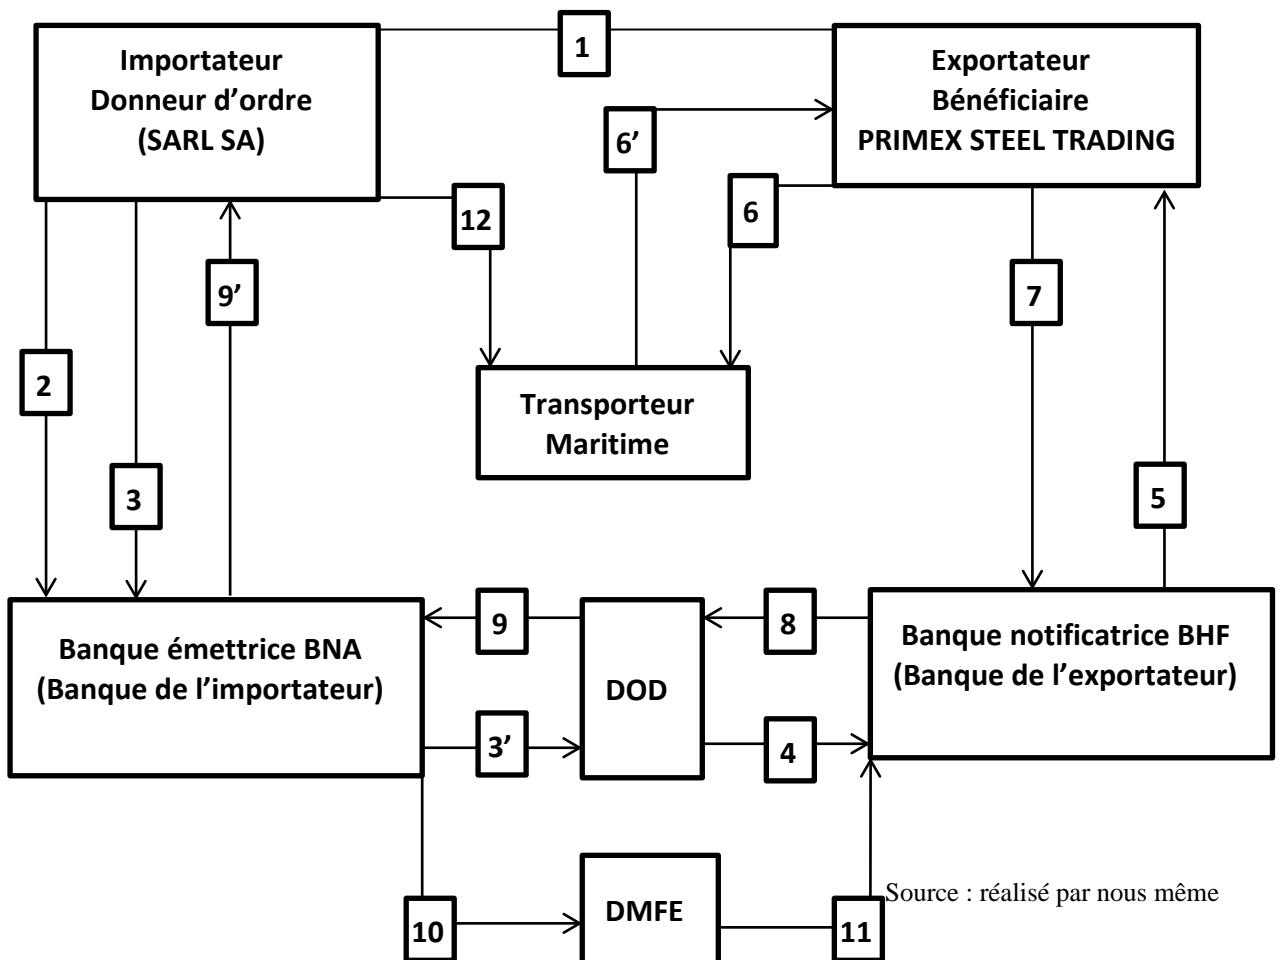 1
Importateur
Donneur d’ordre
(SARL SA)
Exportateur
Bénéficiaire
PRIMEX STEEL TRADING
6’
6
12
9’
7
2
Transporteur
Maritime
3
5
Banque émettrice BNA
(Banque de l’importateur)
9
DOD
8
Banque notificatrice BHF
(Banque de l’exportateur)
3’
4
10
DMFE
11
Source : réalisé par nous même